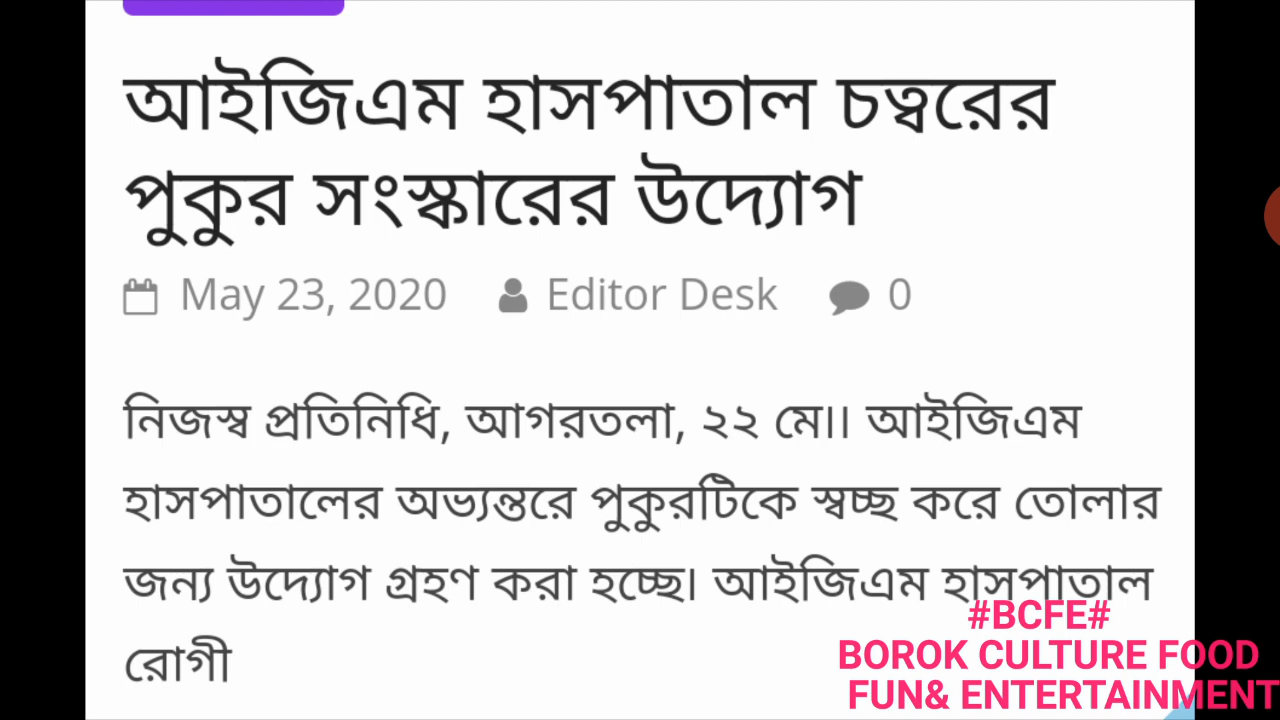 আইজিএম হাসপাতাল চত্বরের
পুকুর সংস্কারের উদ্যোগ
May 23, 2020 Editor Desk 0
নিজস্ব প্রতিনিধি, আগরতলা, ২২ মে।। আইজিএম
হাসপাতালের অভ্যন্তরে পুকুরটিকে স্বচ্ছ করে তোলার
জন্য উদ্যোগ গ্রহণ করা হচ্ছে। আইজিএম হাসপাতাল
রোগী
#BCFE#
BOROK CULTURE FOOD
FUN& ENTERTAINMENT